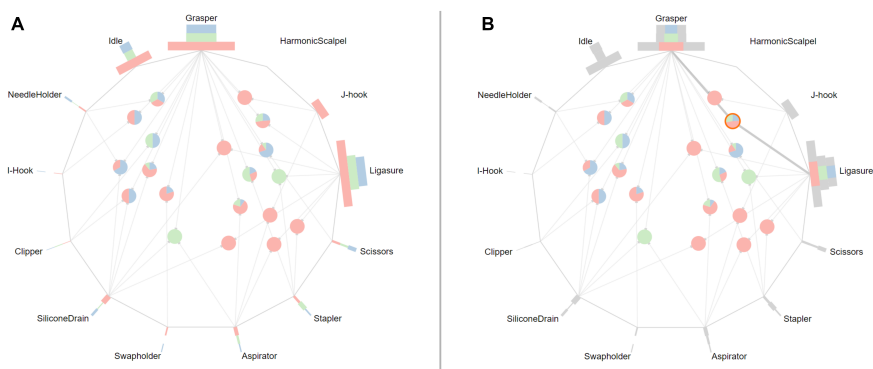 A
Grasper
Idle
HarmonicScalpel
NeedleHolder
J-hook
I-Hook
Ligasure
Clipper
Scissors
SiliconeDrain
Stapler
Swapholder
Aspirator
B
Grasper
Idle
HarmonicScalpel
NeedleHolder
J-hook
I-Hook
Ligasure
Clipper
Scissors
SiliconeDrain
Stapler
Swapholder
Aspirator